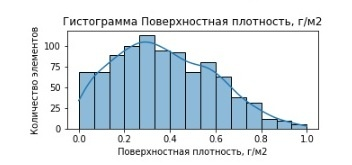 Гистограмма Поверхностная плотность, г/м2
Количество элементов
100
75
50
25
0
0.0 0.2 0.4 0.6 0.8 1.0
Поверхностная плотность, г/м2